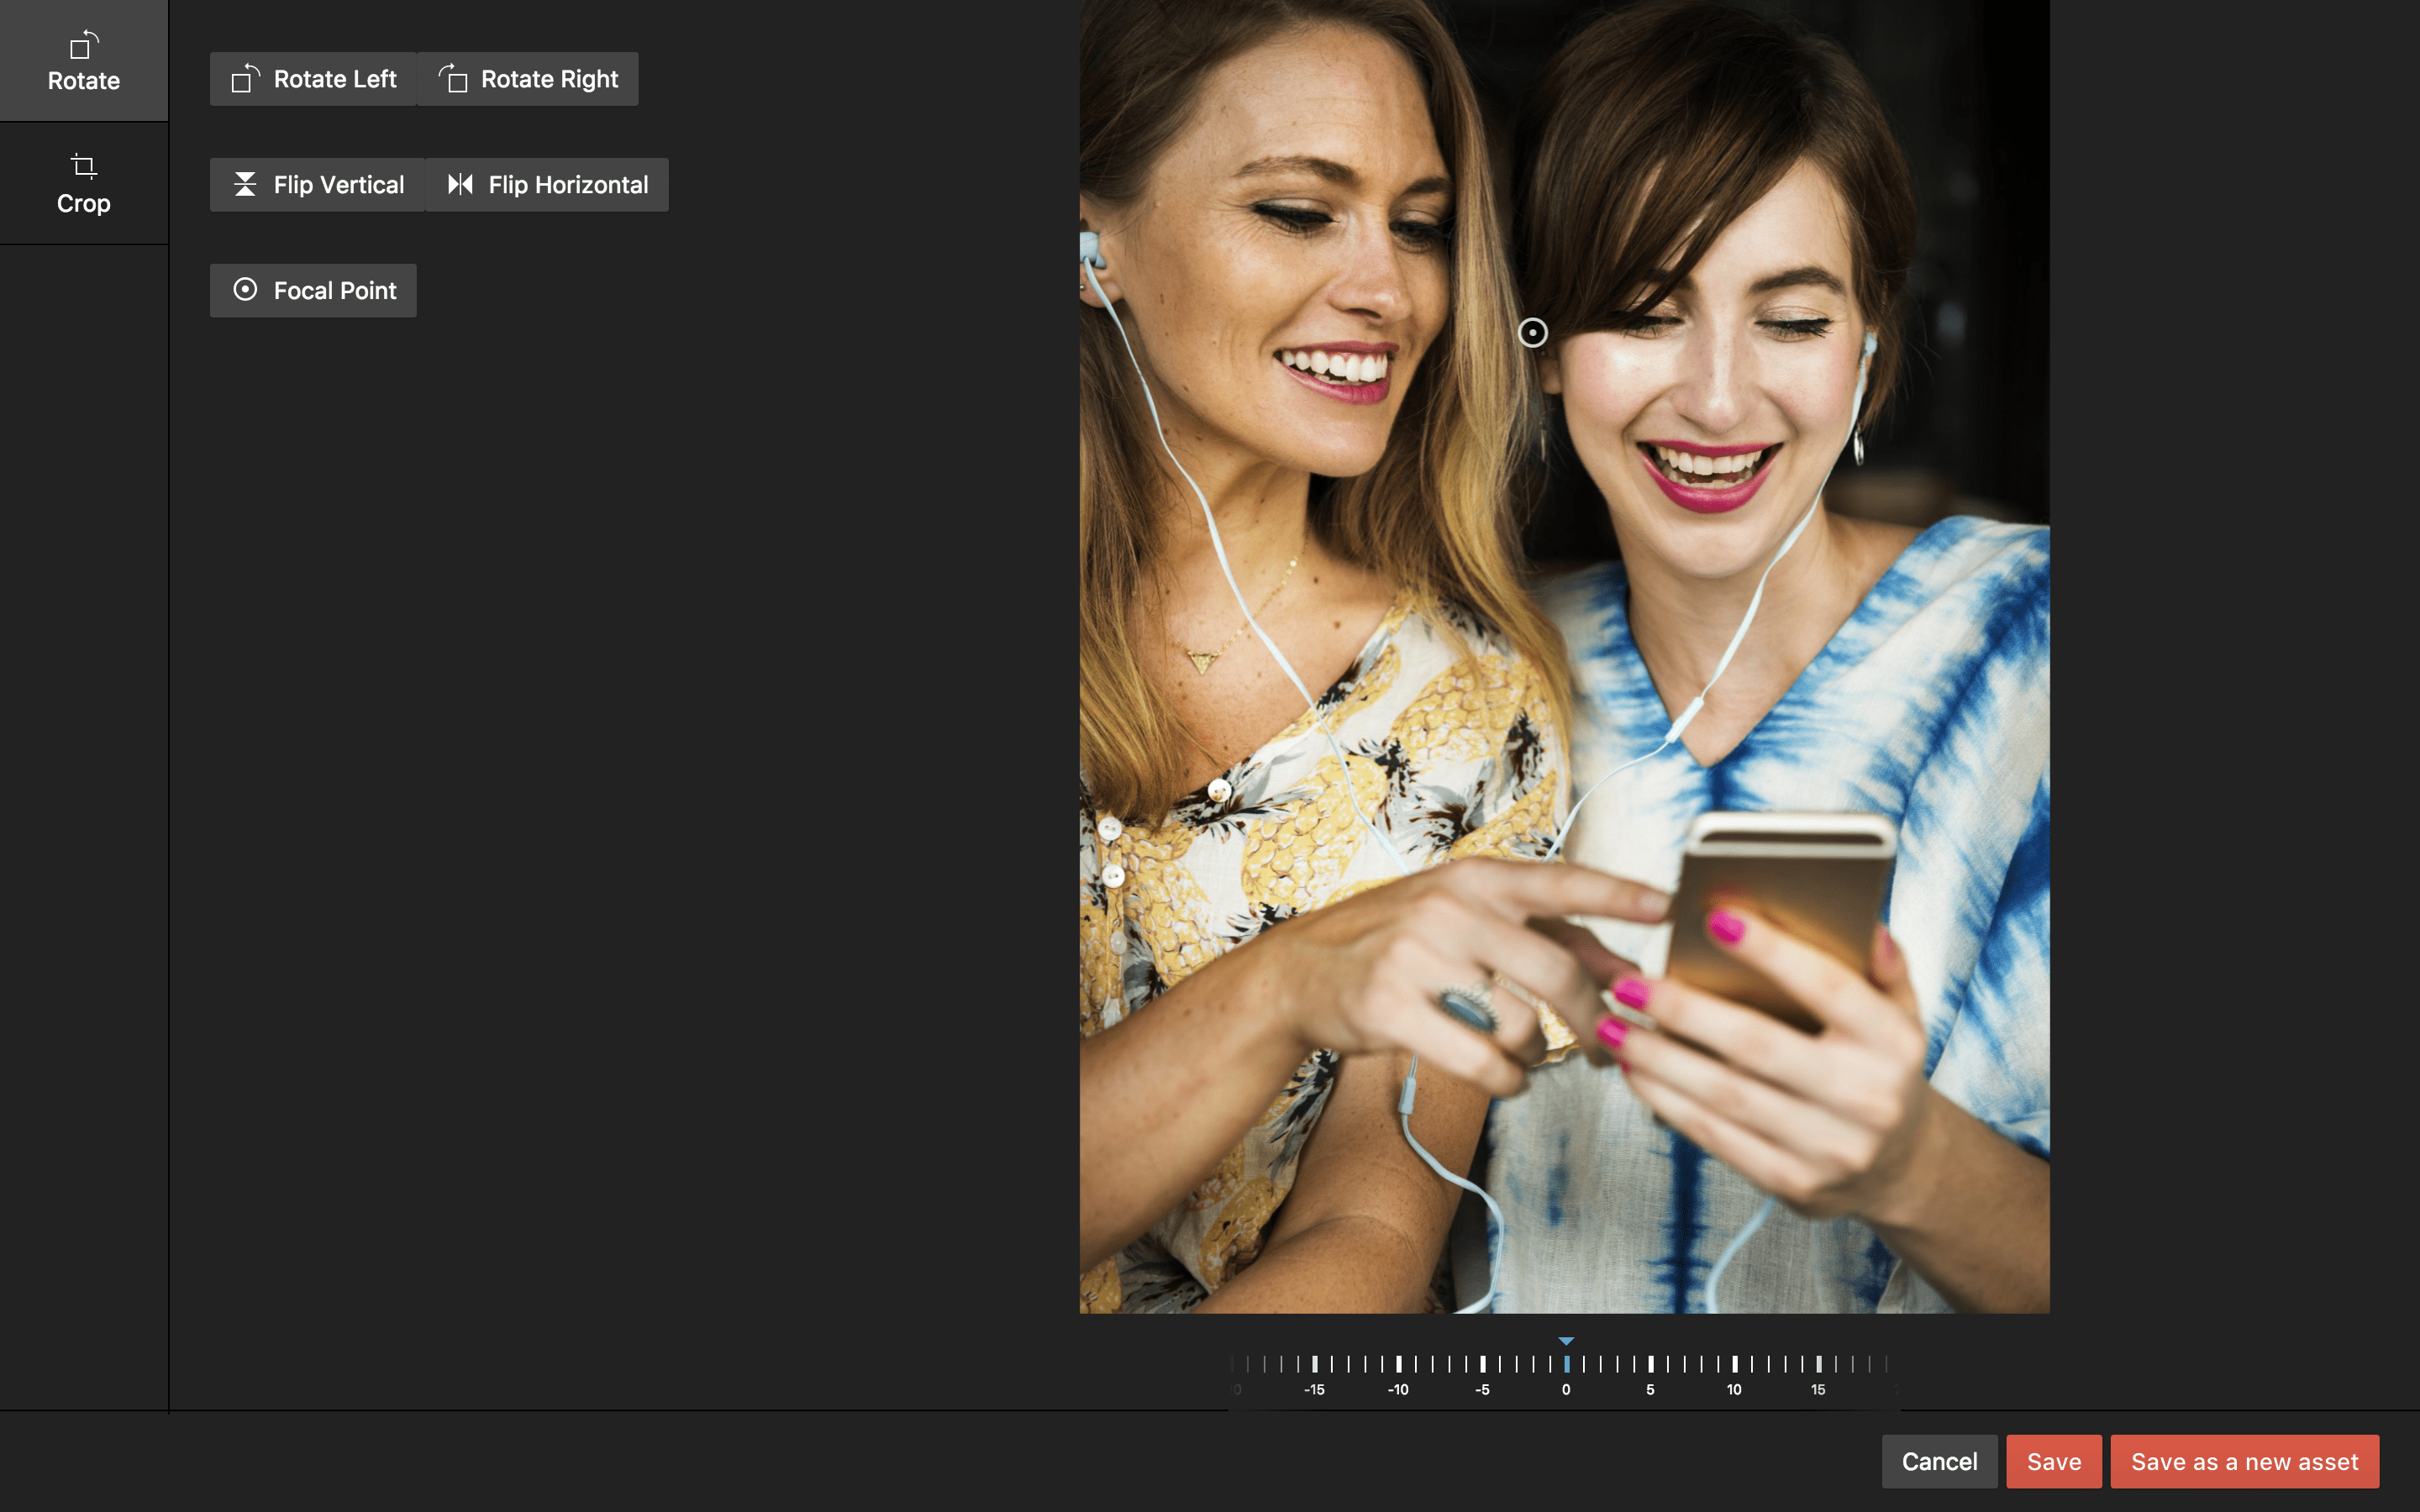 Rotate
Crop
Rotate Left Rotate Right
Flip Vertical Flip Horizontal
Focal Point
-15 -10 -5 0 5 10 15
Cancel Save Save as a new asset